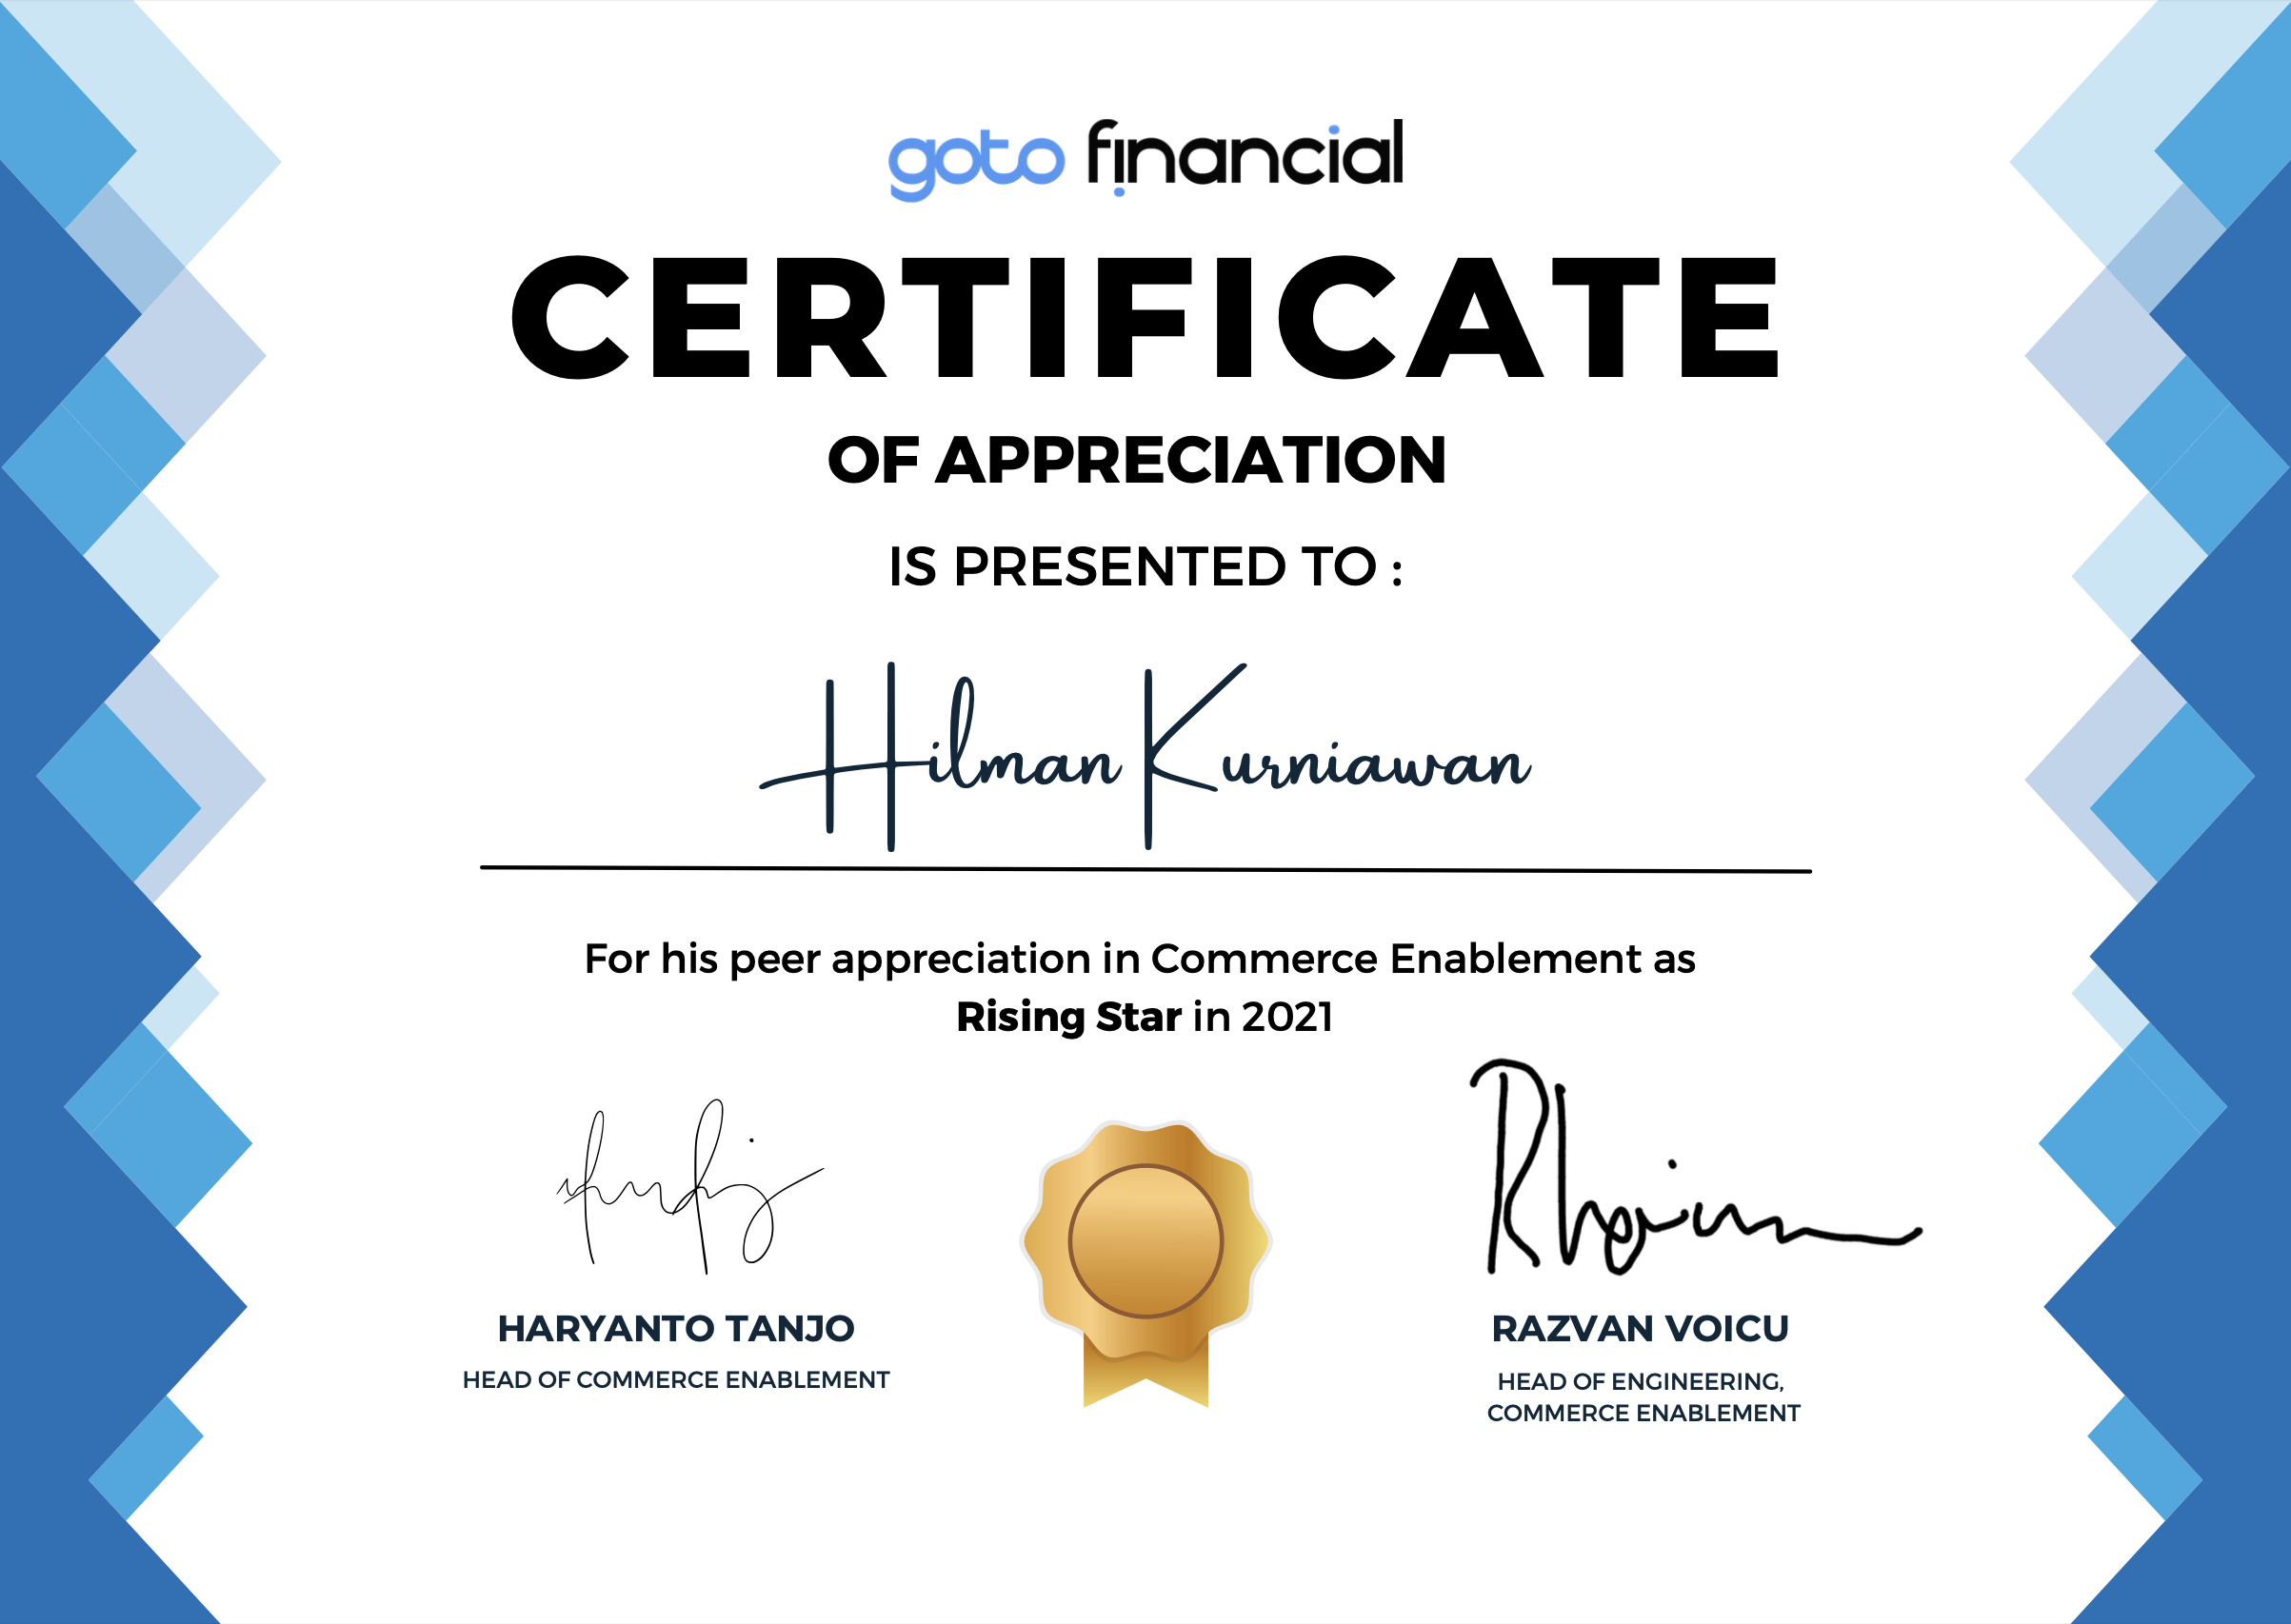 goto financial
CERTIFICATE
OF APPRECIATION
IS PRESENTED TO :
Hilman Kurniawan
For his peer appreciation in Commerce Enablement as
Rising Star in 2021
HARYANTO TANJO
HEAD OF COMMERCE ENABLEMENT
RAZVAN VOICU
HEAD OF ENGINEERING,
COMMERCE ENABLEMENT